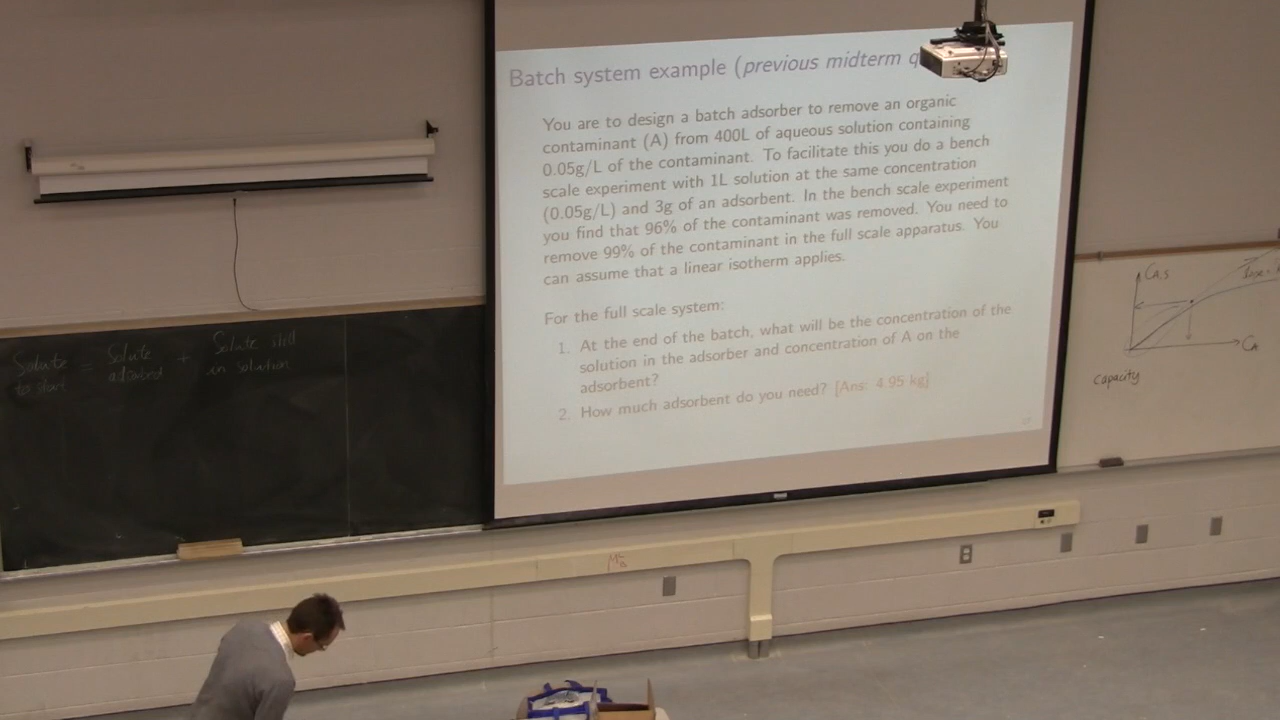 Batch system example (previous midterm q
You are to design a batch adsorber to remove an organic
contaminant (A) from 400L of aqueous solution containing
0.05g/L of the contaminant. To facilitate this you do a bench
scale experiment with 1L solution at the same concentration
(0.05g/L) and 3g of an adsorbent. In the bench scale experiment
you find that 96% of the contaminant was removed. You need to
remove 99% of the contaminant in the full scale apparatus. You
can assume that a linear isotherm applies.
For the full scale system:
1. At the end of the batch, what will be the concentration of the
solution in the adsorber and concentration of A on the
adsorbent?
2. How much adsorbent do you need? [Ans: 4.95 kg]
Solute = Solute + Solute still
to start adsorbed in solution
CA,S
CA
capacity